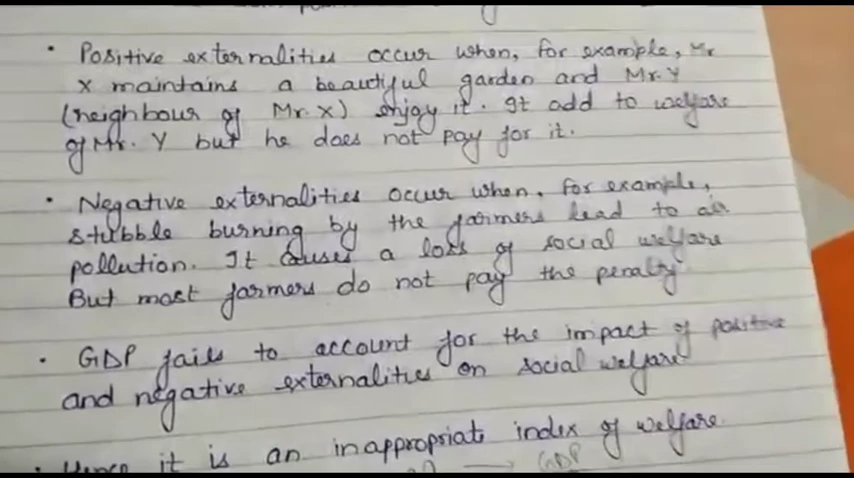 • Positive externalities occur when, for example, Mr
X maintains a beautiful garden and Mr. Y
(neighbour of Mr. X) enjoy it. It add to welfare
of Mr. Y but he does not pay for it.
• Negative externalities occur when, for example,
stubble burning by the farmers lead to air
pollution. It causes a loss of social welfare
But most farmers do not pay the penalty
• GDP fails to account for the impact of positive
and negative externalities on social welfare
• Hence it is an inappropriate index of welfare.
→ GDP